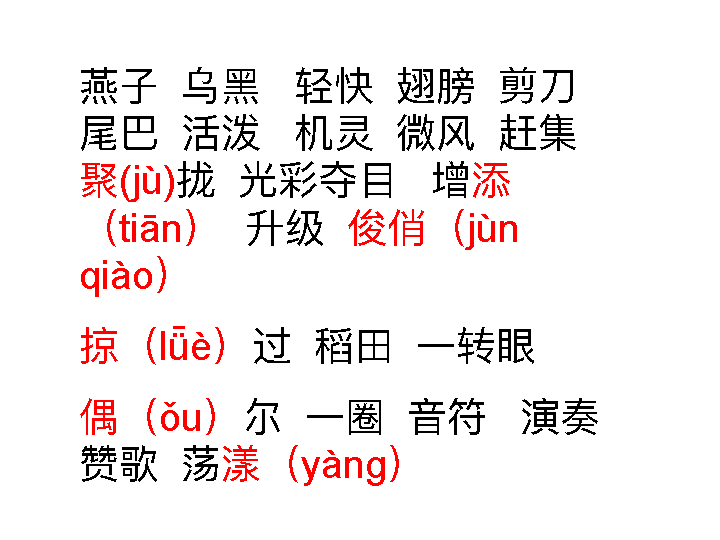 燕子 乌黑 轻快 翅膀 剪刀
尾巴 活泼 机灵 微风 赶集
聚(jù)拢 光彩夺目 增添
（tiān） 升级 俊俏（jùn
qiào）
掠（lǖè）过 稻田 一转眼
偶（ǒu）尔 一圈 音符 演奏
赞歌 荡漾（yàng）